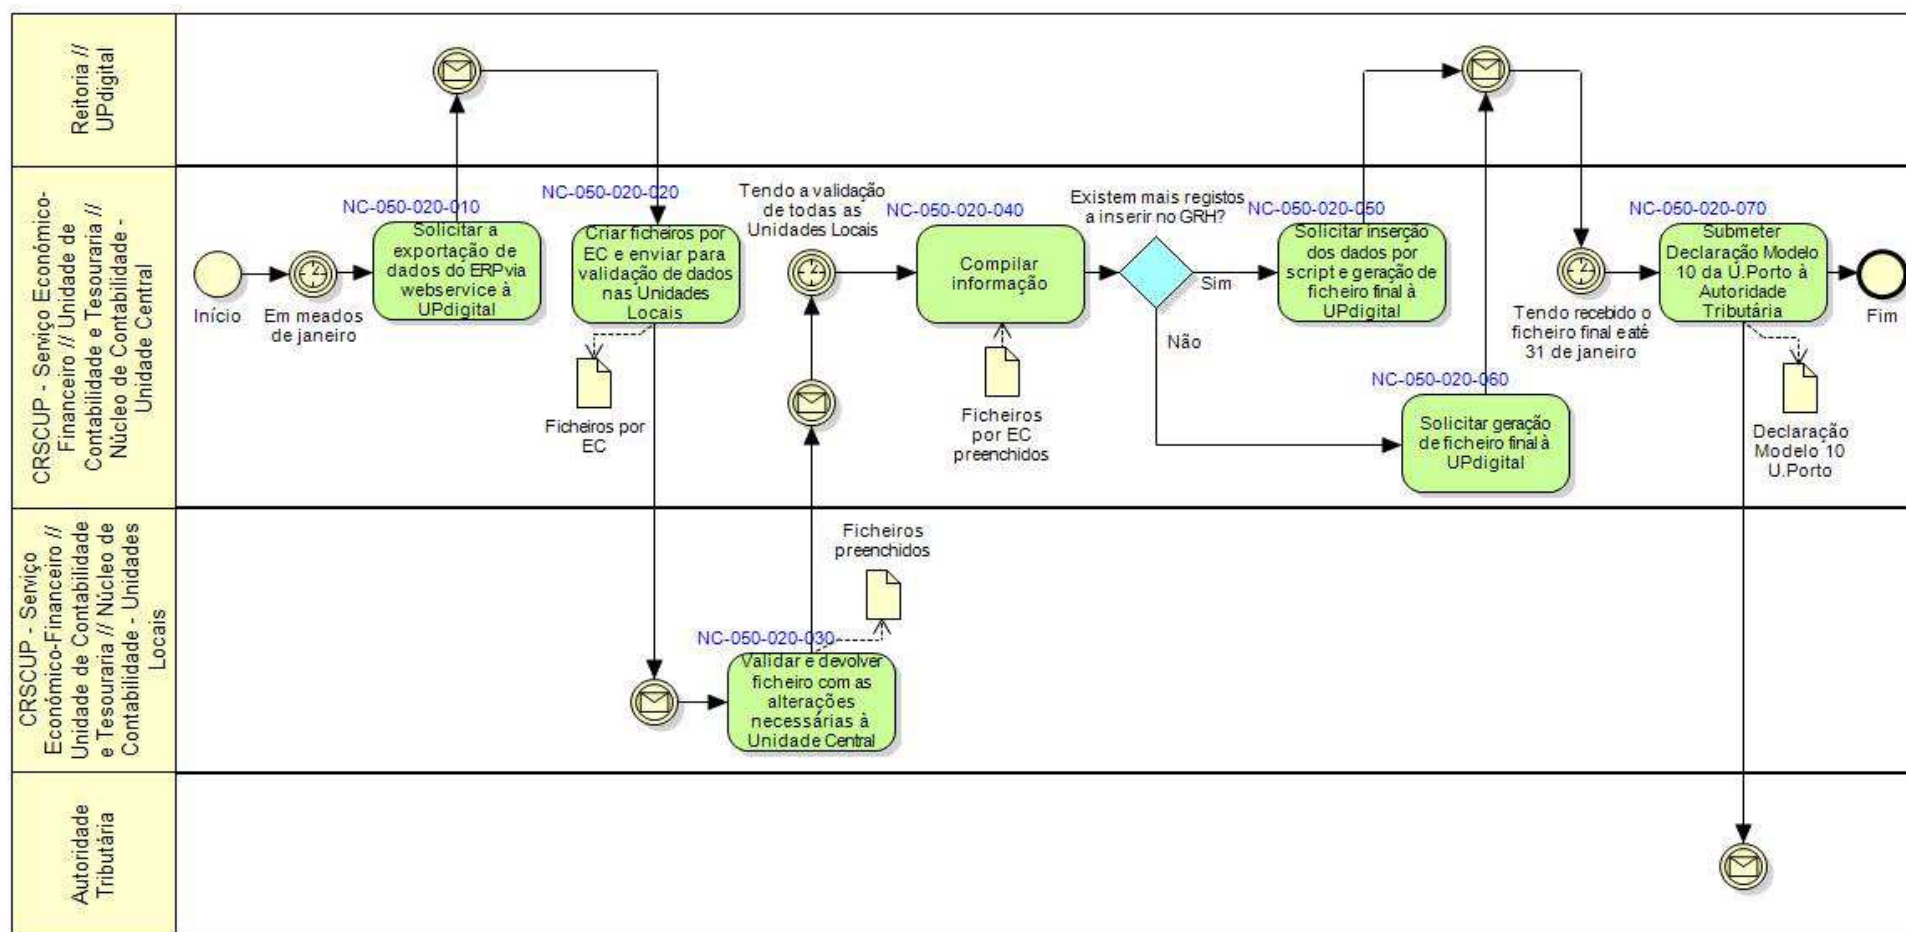 Reitoria //
UPdigital
CRSCUP - Serviço Económico-
Financeiro // Unidade de
Contabilidade e Tesouraria //
Núcleo de Contabilidade -
Unidade Central
Início
Em meados
de janeiro
NC-050-020-010
Solicitar a
exportação de
dados do ERP via
webservice à
UPdigital
NC-050-020-020
Criar ficheiros por
EC e enviar para
validação de dados
nas Unidades
Locais
Ficheiros por
EC
Tendo a validação
de todas as
Unidades Locais
NC-050-020-040
Compilar
informação
Ficheiros
por EC
preenchidos
Existem mais registos
a inserir no GRH?
Sim
Não
NC-050-020-050
Solicitar inserção
dos dados por
script e geração de
ficheiro final à
UPdigital
NC-050-020-060
Solicitar geração
de ficheiro final à
UPdigital
Tendo recebido o
ficheiro final e até
31 de janeiro
NC-050-020-070
Submeter
Declaração Modelo
10 da U.Porto à
Autoridade
Tributária
Fim
Declaração
Modelo 10
U.Porto
CRSCUP - Serviço
Económico-Financeiro //
Unidade de Contabilidade
e Tesouraria // Núcleo de
Contabilidade - Unidades
Locais
Ficheiros
preenchidos
NC-050-020-030
Validar e devolver
ficheiro com as
alterações
necessárias à
Unidade Central
Autoridade
Tributária